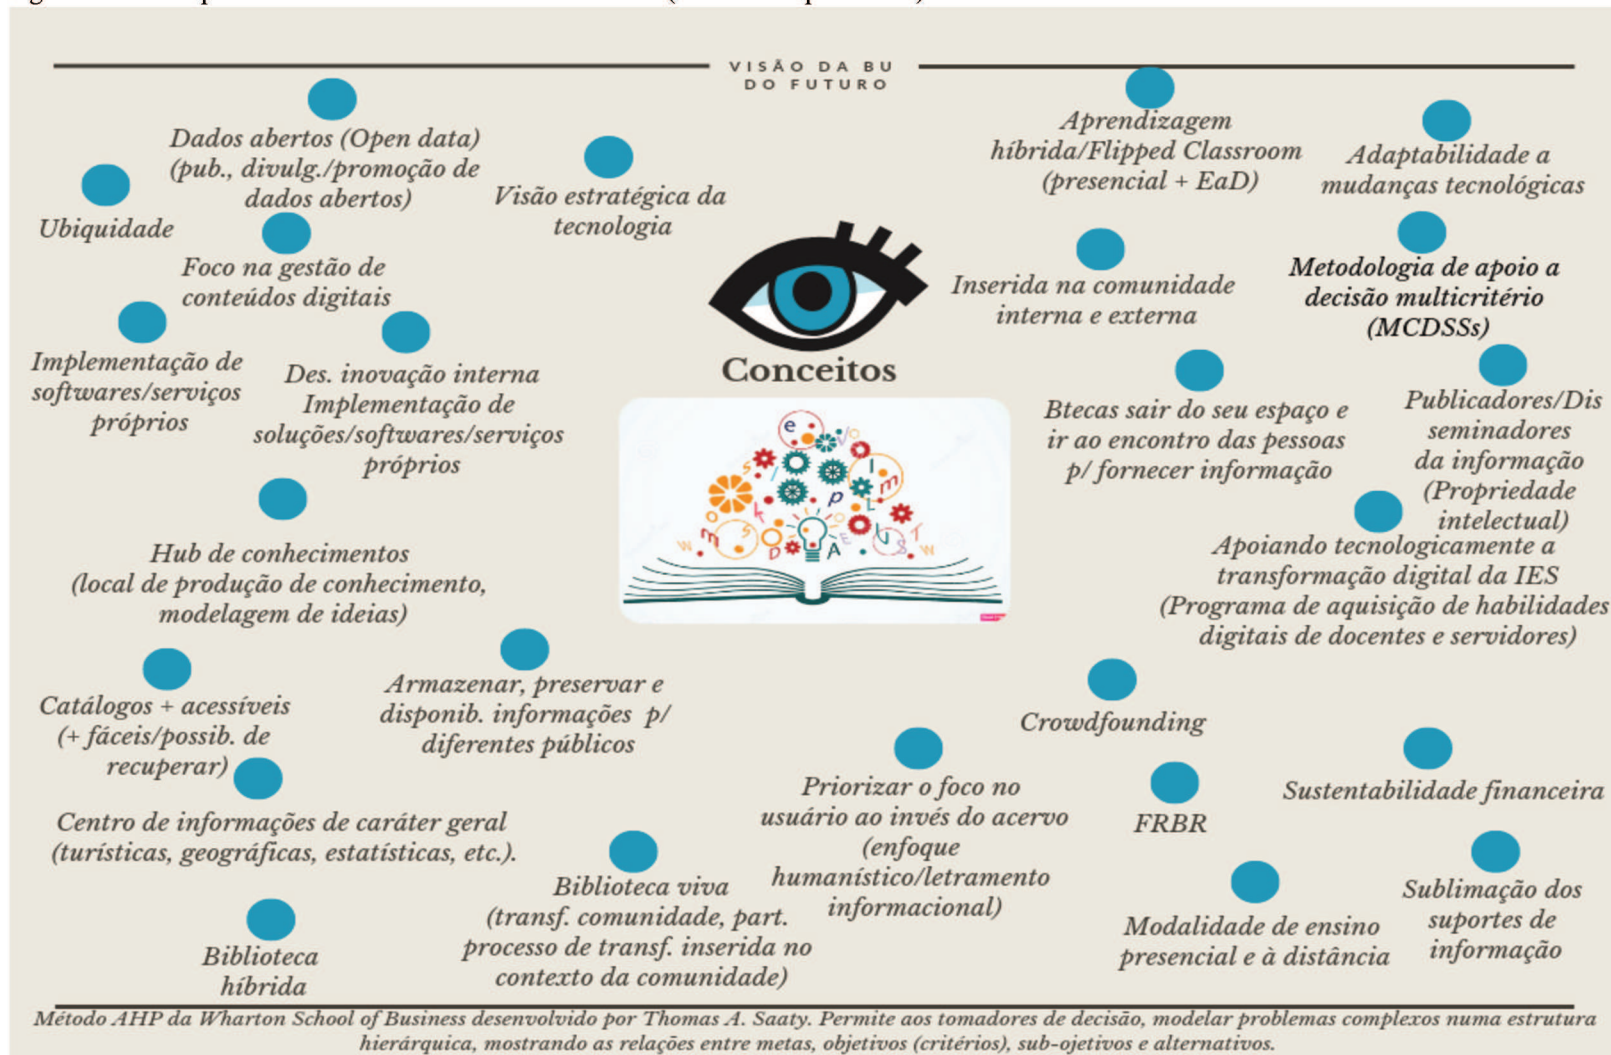 VISÃO DA BU
DO FUTURO
Dados abertos (Open data)
(pub., divulg./promoção de
dados abertos)
Ubiquidade
Visão estratégica da
tecnologia
Foco na gestão de
conteúdos digitais
Implementação de
softwares/serviços
próprios
Des. inovação interna
Implementação de
soluções/softwares/serviços
próprios
Hub de conhecimentos
(local de produção de conhecimento,
modelagem de ideias)
Catálogos + acessíveis
(+ fáceis/possib. de
recuperar)
Armazenar, preservar e
disponib. informações p/
diferentes públicos
Centro de informações de caráter geral
(turísticas, geográficas, estatísticas, etc.).
Biblioteca
híbrida
Biblioteca viva
(transf. comunidade, part.
processo de transf. inserida no
contexto da comunidade)
Conceitos
Aprendizagem
híbrida/Flipped Classroom
(presencial + EaD)
Adaptabilidade a
mudanças tecnológicas
Inserida na comunidade
interna e externa
Metodologia de apoio a
decisão multicritério
(MCDSSs)
Btecas sair do seu espaço e
ir ao encontro das pessoas
p/ fornecer informação
Publicadores/Dis
seminadores
da informação
(Propriedade
intelectual)
Apoiando tecnologicamente a
transformação digital da IES
(Programa de aquisição de habilidades
digitais de docentes e servidores)
Crowdfounding
Priorizar o foco no
usuário ao invés do acervo
(enfoque
humanístico/letramento
informacional)
FRBR
Sustentabilidade financeira
Modalidade de ensino
presencial e à distância
Sublimação dos
suportes de
informação
Método AHP da Wharton School of Business desenvolvido por Thomas A. Saaty. Permite aos tomadores de decisão, modelar problemas complexos numa estrutura
hierárquica, mostrando as relações entre metas, objetivos (critérios), sub-ojetivos e alternativos.